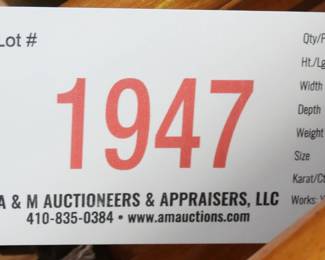 Lot #
1947
A & M AUCTIONEERS & APPRAISERS, LLC
410-835-0384 • www.amauctions.com
Qty/
Ht./Lg
Width
Depth
Weight
Size
Karat/Ct
Works: